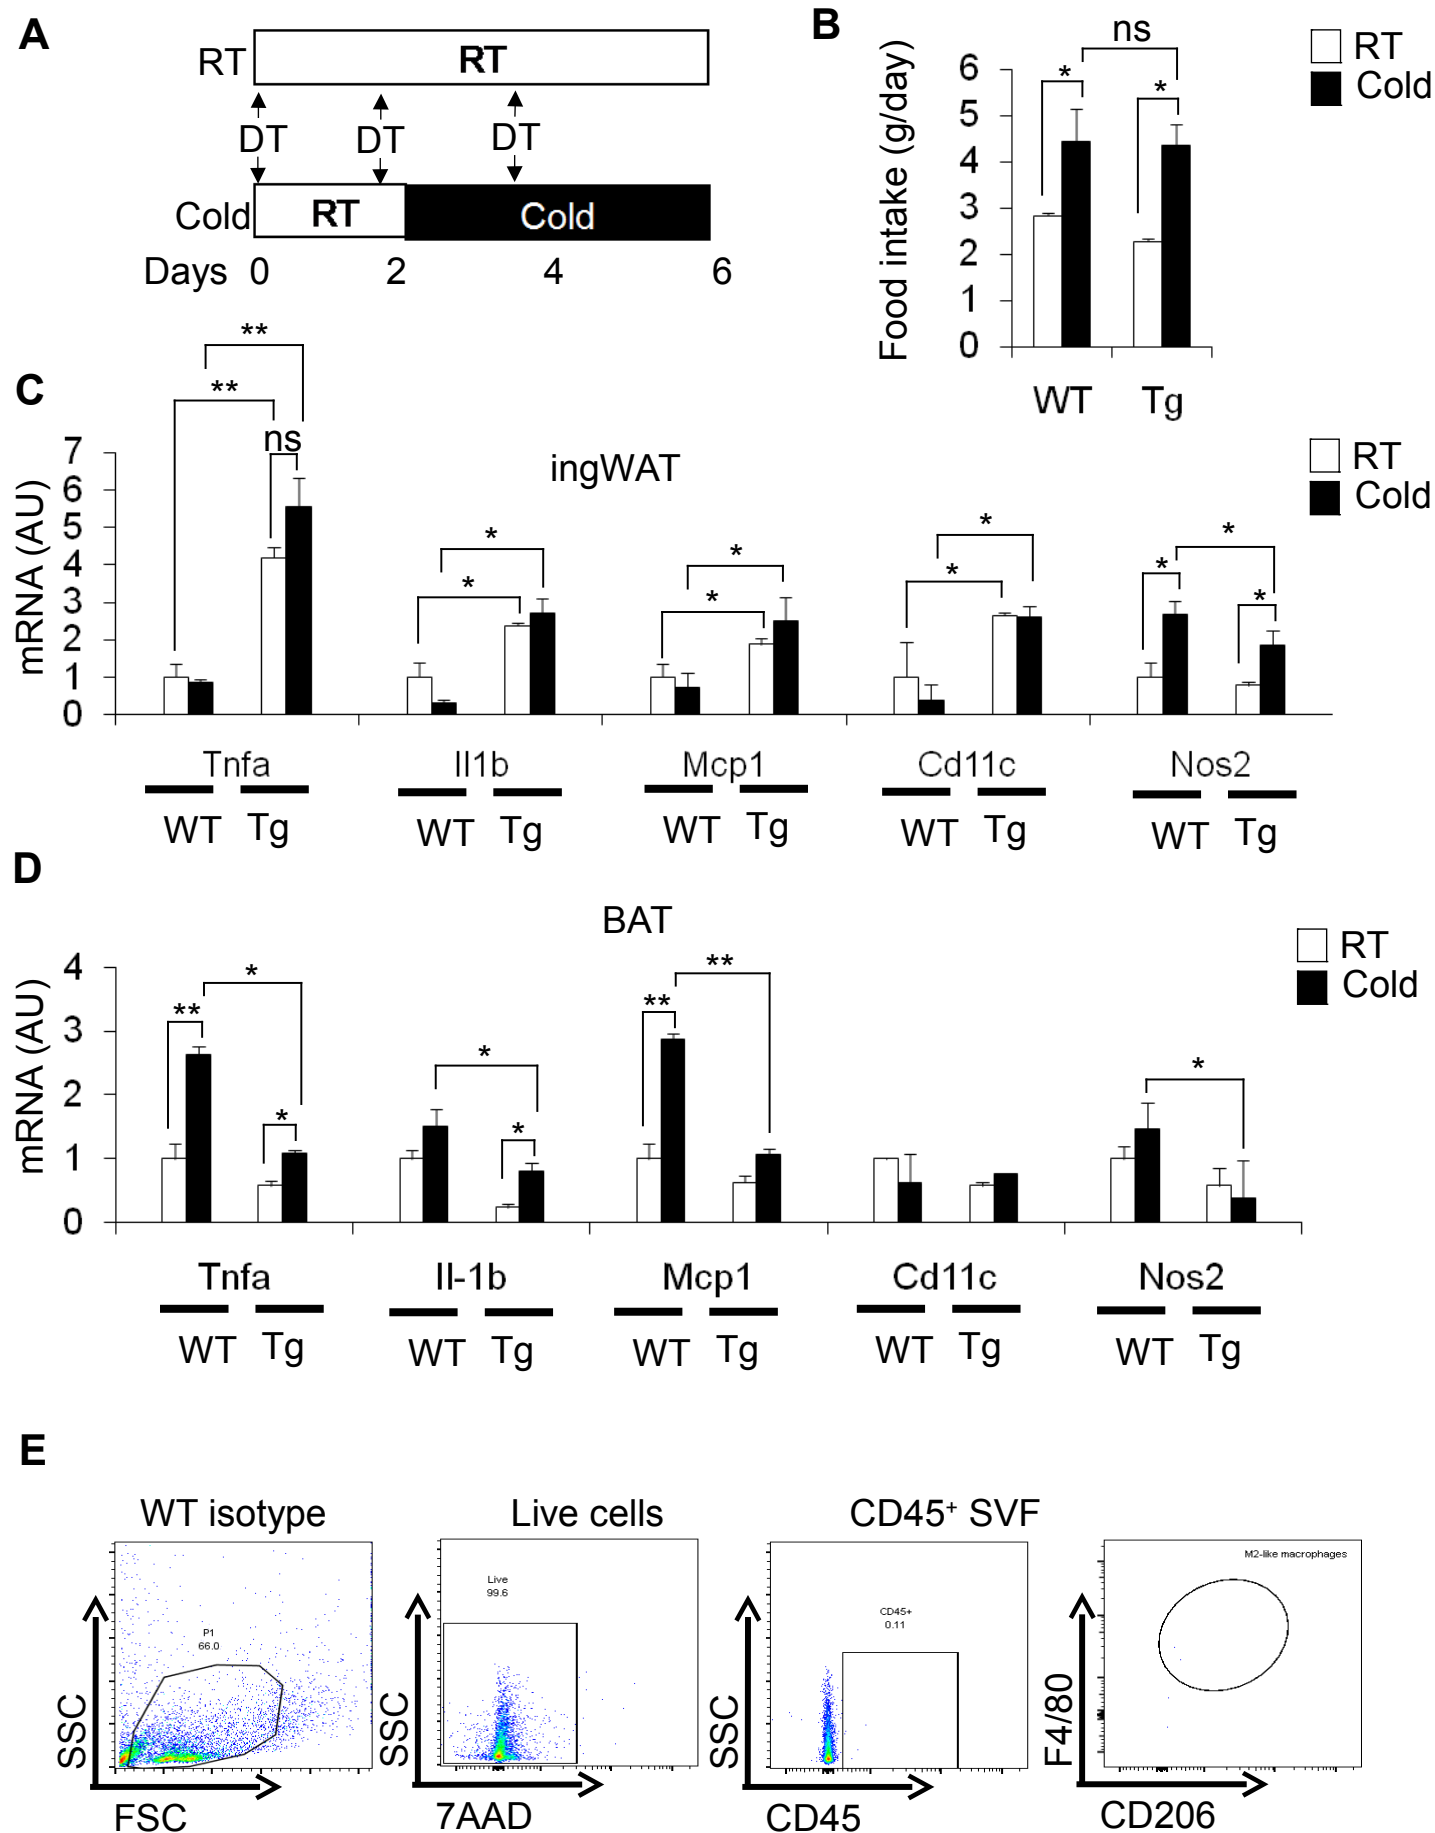 A
RT RT
DT DT DT
Cold RT Cold
Days 0 2 4 6
B
ns
* *
RT
Cold
Food intake (g/day)
6
5
4
3
2
1
0
WT Tg
C
ingWAT
RT
Cold
mRNA (AU)
7
6
5
4
3
2
1
0
** ** ns
* *
* *
* *
* * *
Tnfa Il1b Mcp1 Cd11c Nos2
WT Tg WT Tg WT Tg WT Tg WT Tg
D
BAT
RT
Cold
mRNA (AU)
4
3
2
1
0
** * *
* *
** **
*
Tnfa Il-1b Mcp1 Cd11c Nos2
WT Tg WT Tg WT Tg WT Tg WT Tg
E
WT isotype Live cells CD45+ SVF
P1
66.0
SSC
FSC
Live
99.6
SSC
7AAD
CD45+
0.11
SSC
CD45
M2-like macrophages
F4/80
CD206